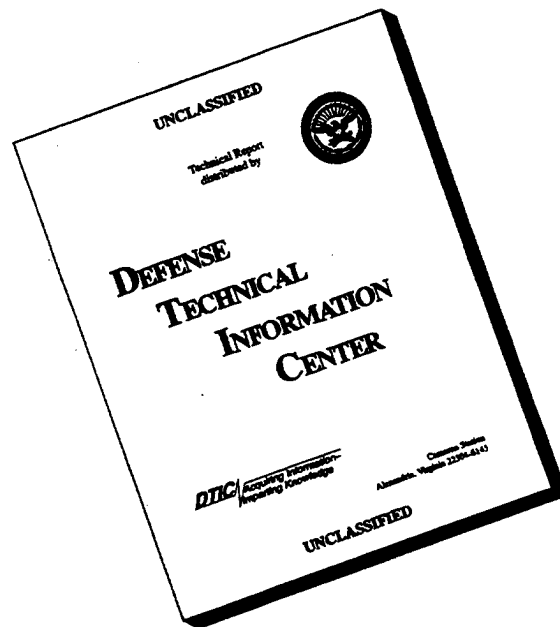 UNCLASSIFIED
Technical Report
distributed by
DEFENSE
TECHNICAL
INFORMATION
CENTER
DTIC Acquiring Information-
Imparting Knowledge
Cameron Station
Alexandria, Virginia 22304-6145
UNCLASSIFIED